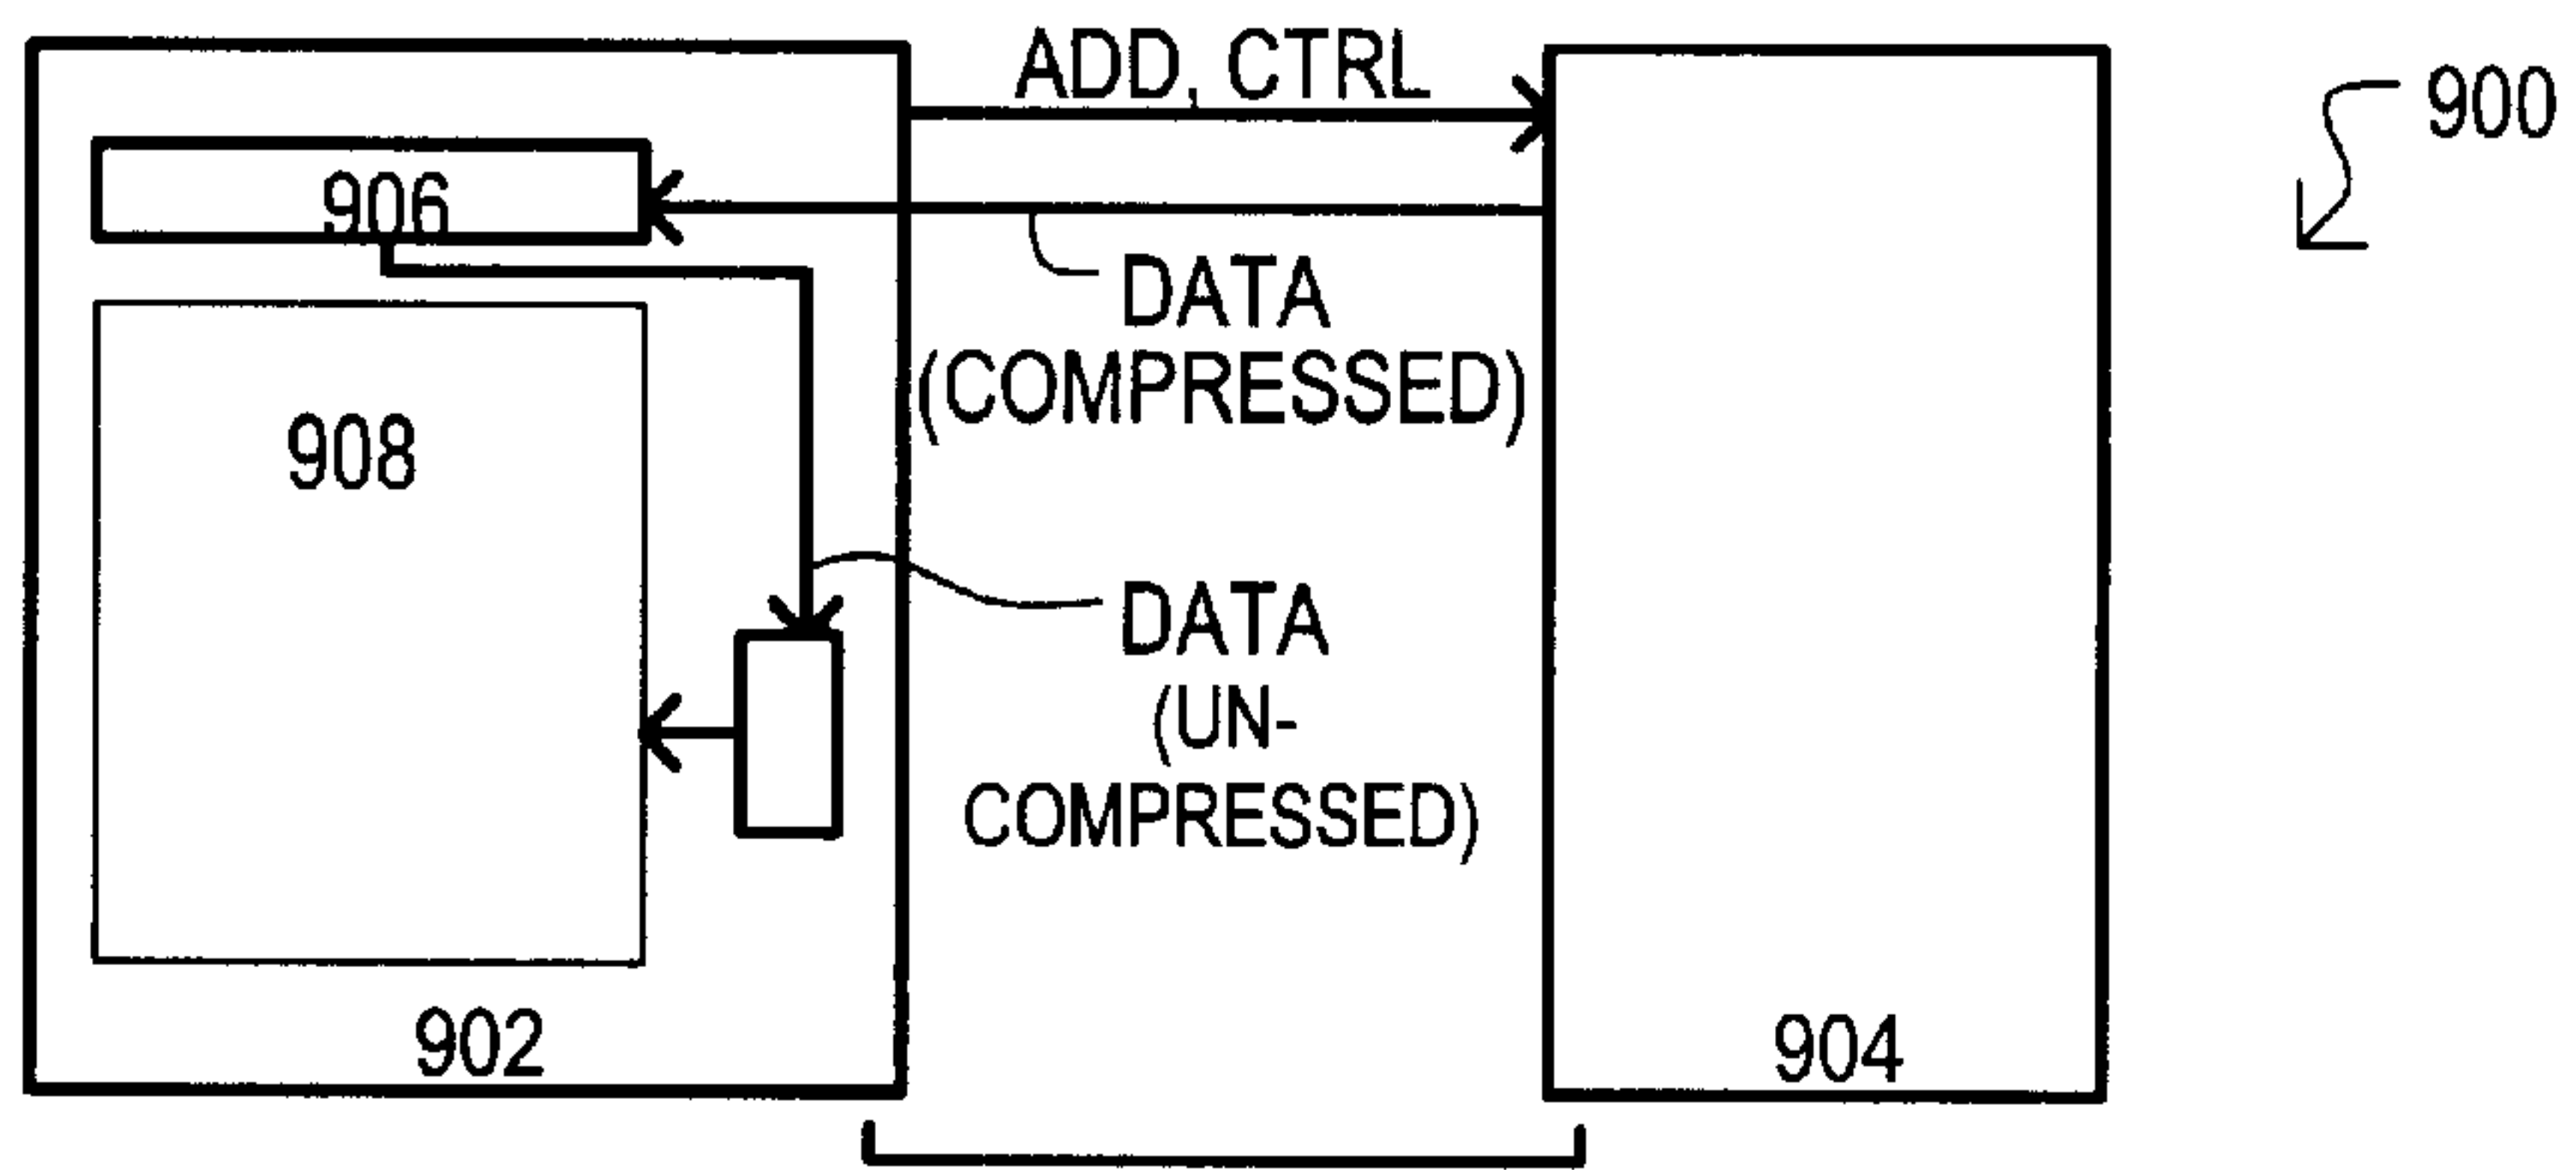 ADD, CTRL
900
906
DATA
(COMPRESSED)
908
DATA
(UN-
COMPRESSED)
902
904